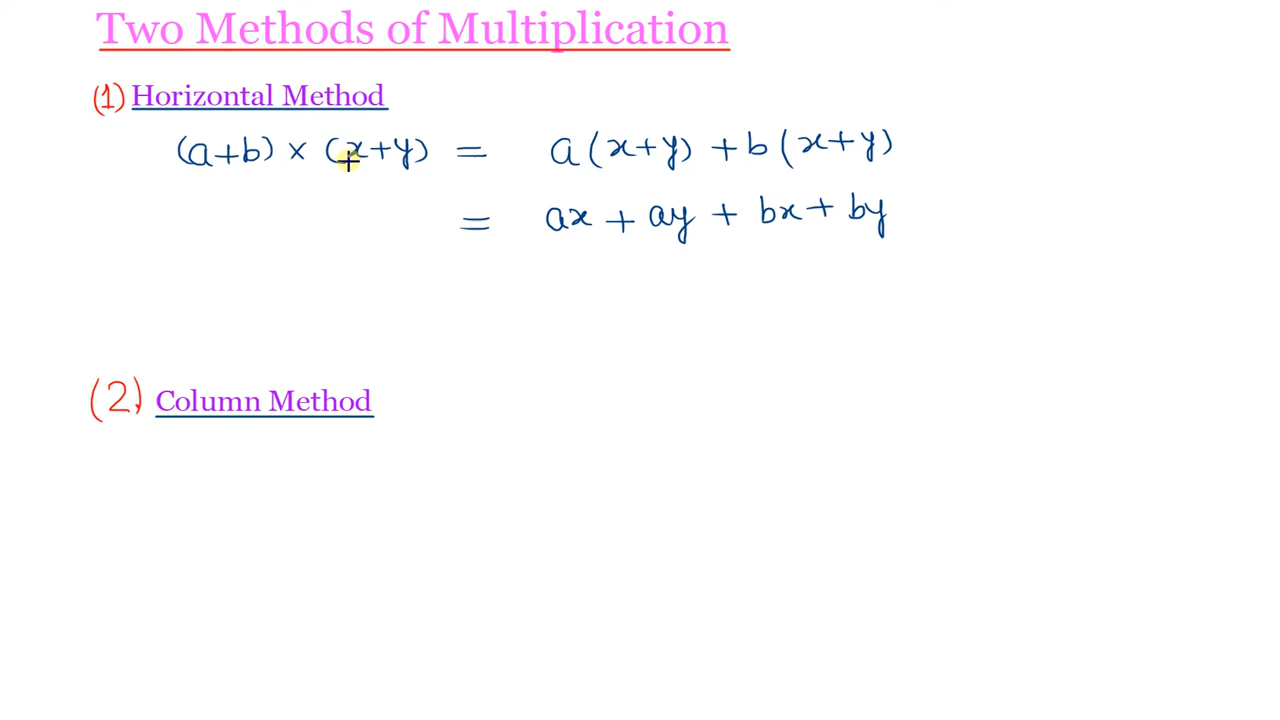 Two Methods of Multiplication
(1) Horizontal Method
(a+b) × (x+y) = a(x+y) + b(x+y)
= ax + ay + bx + by
(2) Column Method